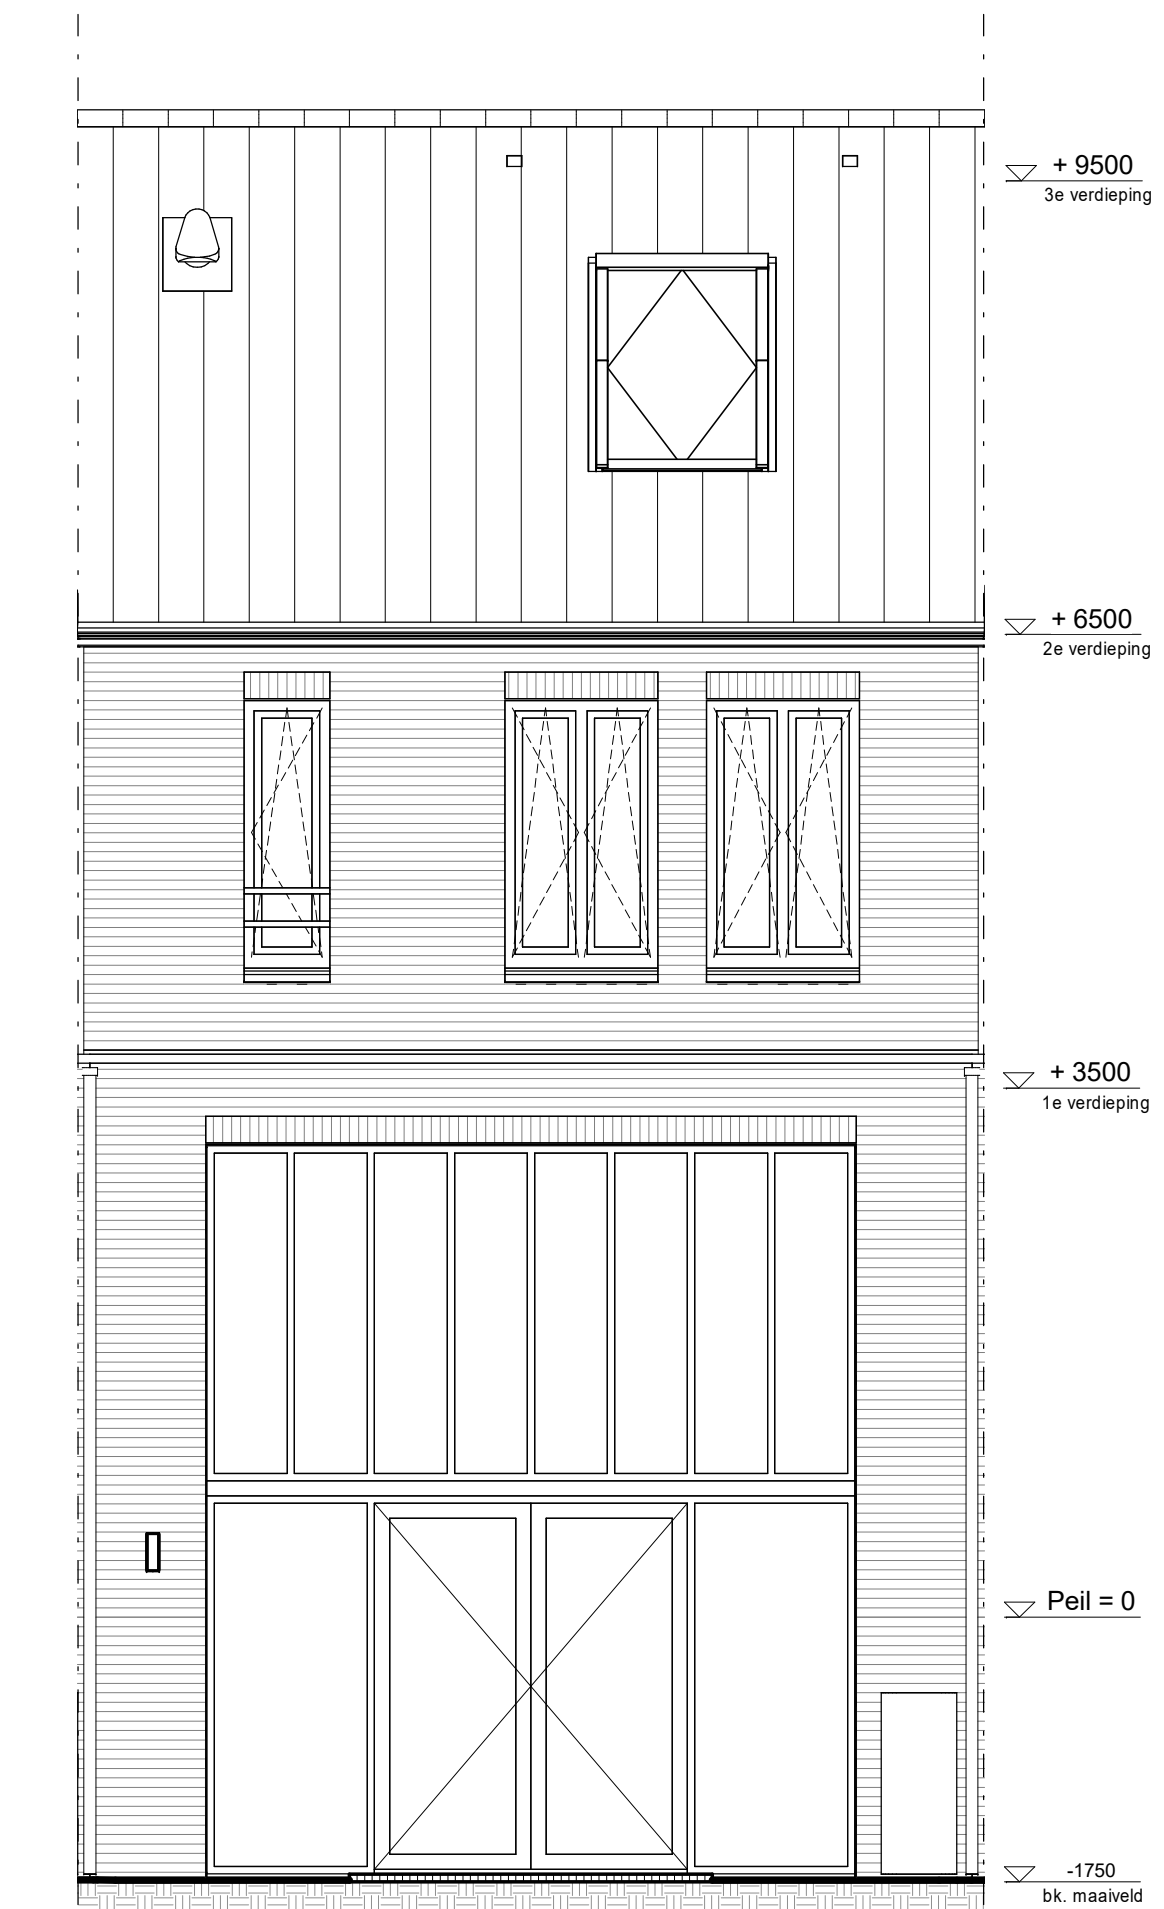 + 9500
3e verdieping
+ 6500
2e verdieping
+ 3500
1e verdieping
Peil = 0
-1750
bk. maaiveld